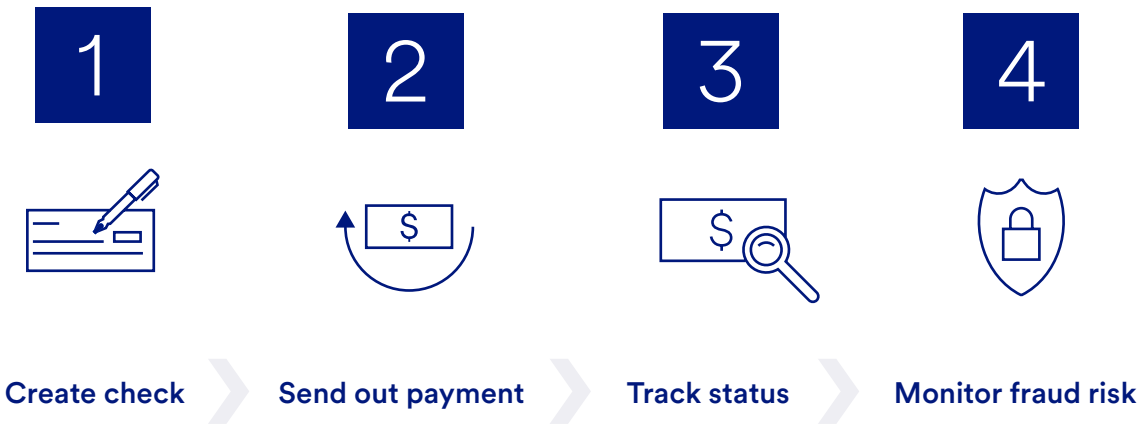 1
2
3
4
$
$
Create check
Send out payment
Track status
Monitor fraud risk